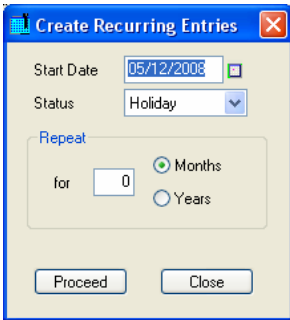 Create Recurring Entries
Start Date 05/12/2008
Status Holiday
Repeat
Months
for 0
Years
Proceed Close